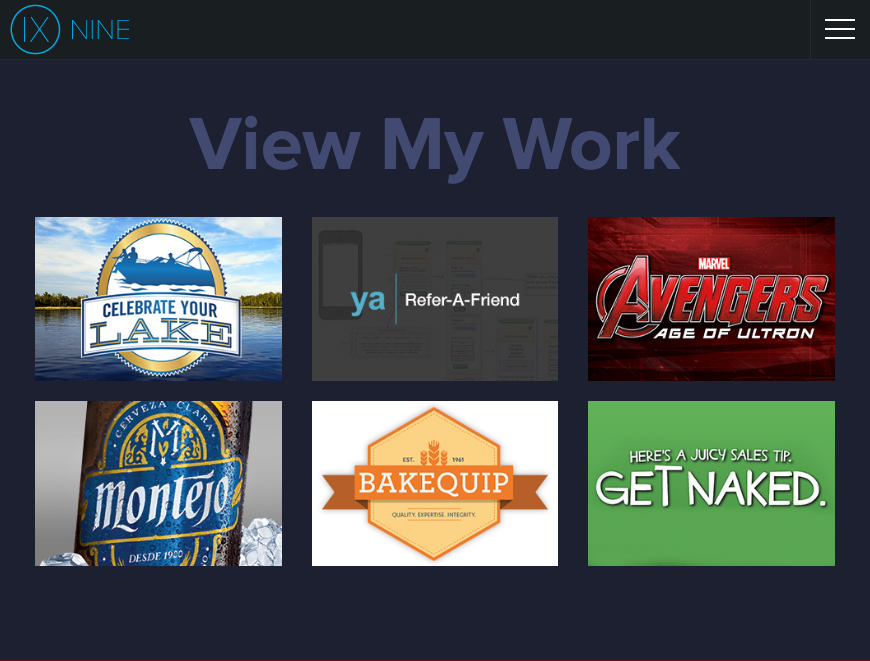 IX NINE
View My Work
CELEBRATE YOUR
LAKE
ya Refer-A-Friend
MARVEL
AVENGERS
AGE OF ULTRON
CERVEZA CLARA
M
Montejo
DESDE 1900
EST. 1961
BAKEQUIP
QUALITY. EXPERTISE. INTEGRITY.
HERE'S A JUICY SALES TIP.
GET NAKED.